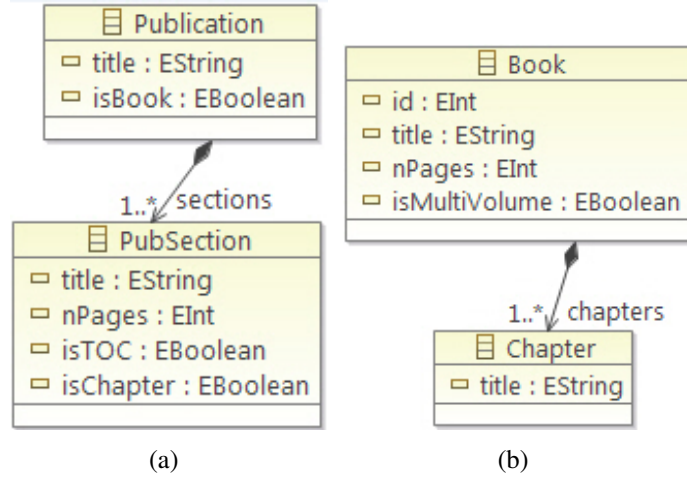 Publication
title : EString
isBook : EBoolean
1..* sections
PubSection
title : EString
nPages : EInt
isTOC : EBoolean
isChapter : EBoolean
(a)
Book
id : EInt
title : EString
nPages : EInt
isMultiVolume : EBoolean
1..* chapters
Chapter
title : EString
(b)